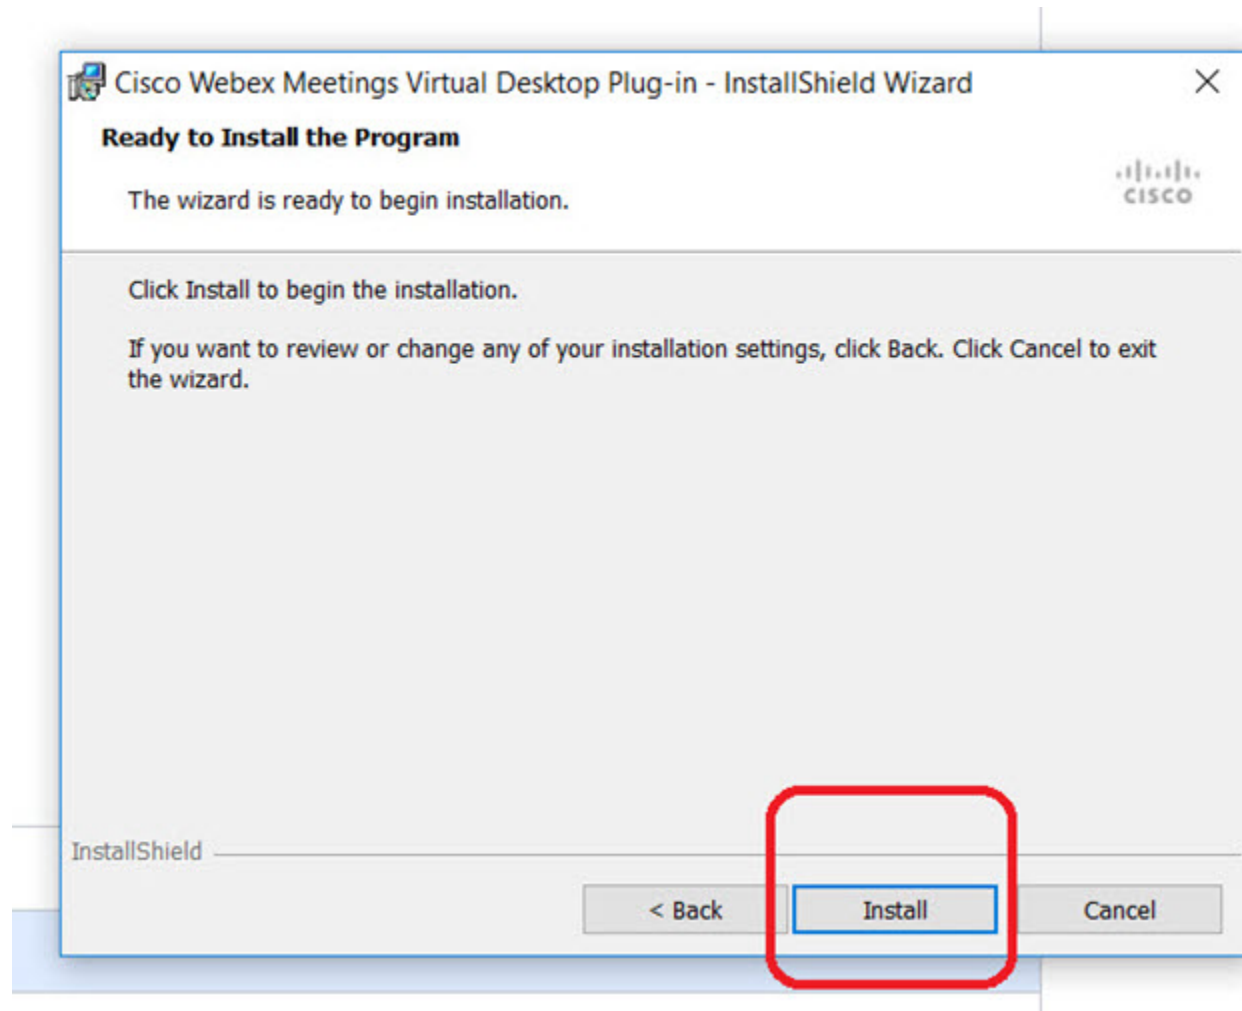 Cisco Webex Meetings Virtual Desktop Plug-in - InstallShield Wizard
Ready to Install the Program
The wizard is ready to begin installation.
CISCO
Click Install to begin the installation.
If you want to review or change any of your installation settings, click Back. Click Cancel to exit
the wizard.
InstallShield
< Back
Install
Cancel